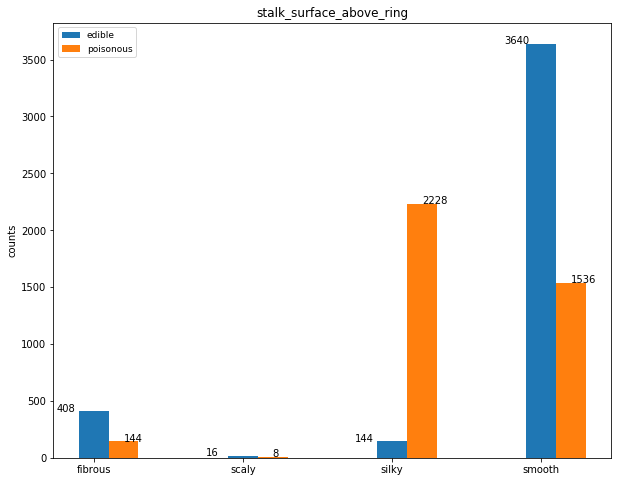 stalk_surface_above_ring
edible
poisonous
counts
3500
3000
2500
2000
1500
1000
500
0
408
144
16
8
144
2228
3640
1536
fibrous
scaly
silky
smooth